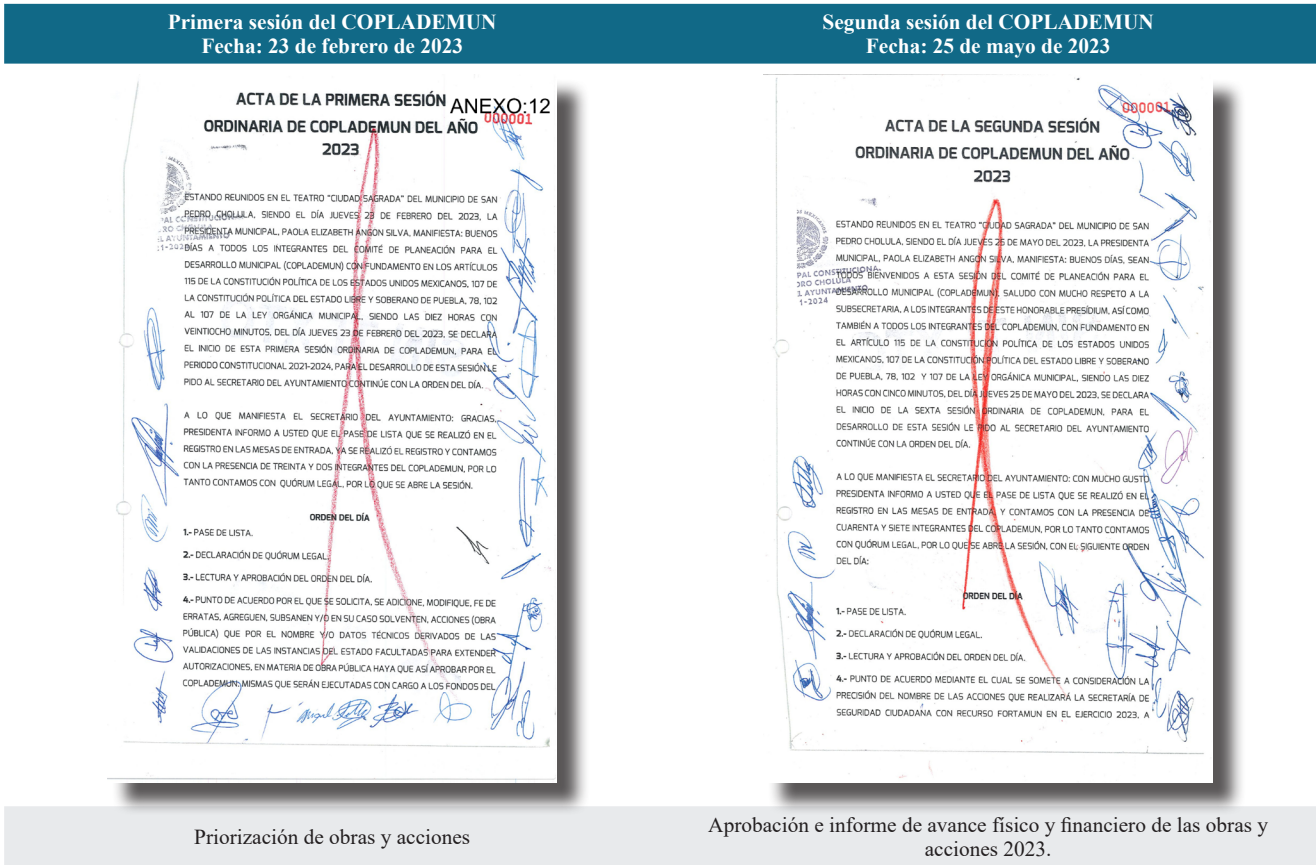 Primera sesión del COPLADEMUN
Fecha: 23 de febrero de 2023
ACTA DE LA PRIMERA SESIÓN
ANEXO:12
000001
ORDINARIA DE COPLADEMUN DEL AÑO
2023
ESTANDO REUNIDOS EN EL TEATRO "CIUDAD SAGRADA" DEL MUNICIPIO DE SAN
PEDRO CHOLULA, SIENDO EL DÍA JUEVES 23 DE FEBRERO DEL 2023, LA
PRESIDENTA MUNICIPAL, PAOLA ELIZABETH ANGON SILVA, MANIFIESTA: BUENOS
DÍAS A TODOS LOS INTEGRANTES DEL COMITÉ DE PLANEACIÓN PARA EL
DESARROLLO MUNICIPAL (COPLADEMUN) CON FUNDAMENTO EN LOS ARTÍCULOS
115 DE LA CONSTITUCIÓN POLÍTICA DE LOS ESTADOS UNIDOS MEXICANOS, 107 DE
LA CONSTITUCIÓN POLÍTICA DEL ESTADO LIBRE Y SOBERANO DE PUEBLA, 78, 102
AL 107 DE LA LEY ORGÁNICA MUNICIPAL, SIENDO LAS DIEZ HORAS CON
VEINTIOCHO MINUTOS, DEL DÍA JUEVES 23 DE FEBRERO DEL 2023, SE DECLARA
EL INICIO DE ESTA PRIMERA SESIÓN ORDINARIA DE COPLADEMUN, PARA EL
PERIODO CONSTITUCIONAL 2021-2024, PARA EL DESARROLLO DE ESTA SESIÓN LE
PIDO AL SECRETARIO DEL AYUNTAMIENTO CONTINÚE CON LA ORDEN DEL DÍA.
A LO QUE MANIFIESTA EL SECRETARIO DEL AYUNTAMIENTO: GRACIAS,
PRESIDENTA INFORMO A USTED QUE EL PASE DE LISTA QUE SE REALIZÓ EN EL
REGISTRO EN LAS MESAS DE ENTRADA, YA SE REALIZÓ EL REGISTRO Y CONTAMOS
CON LA PRESENCIA DE TREINTA Y DOS INTEGRANTES DEL COPLADEMUN, POR LO
TANTO CONTAMOS CON QUÓRUM LEGAL, POR LO QUE SE ABRE LA SESIÓN.
ORDEN DEL DÍA
1.- PASE DE LISTA.
2.- DECLARACIÓN DE QUÓRUM LEGAL.
3.- LECTURA Y APROBACIÓN DEL ORDEN DEL DÍA.
4.- PUNTO DE ACUERDO POR EL QUE SE SOLICITA, SE ADICIONE, MODIFIQUE, FE DE
ERRATAS, AGREGUEN, SUBSANEN Y/O EN SU CASO SOLVENTEN, ACCIONES (OBRA
PÚBLICA) QUE POR EL NOMBRE Y/O DATOS TÉCNICOS DERIVADOS DE LAS
VALIDACIONES DE LAS INSTANCIAS DEL ESTADO FACULTADAS PARA EXTENDER
AUTORIZACIONES, EN MATERIA DE OBRA PÚBLICA HAYA QUE ASÍ APROBAR POR EL
COPLADEMUN, MISMAS QUE SERÁN EJECUTADAS CON CARGO A LOS FONDOS DEL
Priorización de obras y acciones
Segunda sesión del COPLADEMUN
Fecha: 25 de mayo de 2023
000001
ACTA DE LA SEGUNDA SESIÓN
ORDINARIA DE COPLADEMUN DEL AÑO
2023
ESTANDO REUNIDOS EN EL TEATRO "CIUDAD SAGRADA" DEL MUNICIPIO DE SAN
PEDRO CHOLULA, SIENDO EL DÍA JUEVES 25 DE MAYO DEL 2023, LA PRESIDENTA
MUNICIPAL, PAOLA ELIZABETH ANGON SILVA, MANIFIESTA: BUENOS DÍAS, SEAN
TODOS BIENVENIDOS A ESTA SESIÓN DEL COMITÉ DE PLANEACIÓN PARA EL
DESARROLLO MUNICIPAL (COPLADEMUN), SALUDO CON MUCHO RESPETO A LA
SUBSECRETARIA, A LOS INTEGRANTES DE ESTE HONORABLE PRESÍDIUM, ASÍ COMO
TAMBIÉN A TODOS LOS INTEGRANTES DEL COPLADEMUN, CON FUNDAMENTO EN
EL ARTÍCULO 115 DE LA CONSTITUCIÓN POLÍTICA DE LOS ESTADOS UNIDOS
MEXICANOS, 107 DE LA CONSTITUCIÓN POLÍTICA DEL ESTADO LIBRE Y SOBERANO
DE PUEBLA, 78, 102 Y 107 DE LA LEY ORGÁNICA MUNICIPAL, SIENDO LAS DIEZ
HORAS CON CINCO MINUTOS, DEL DÍA JUEVES 25 DE MAYO DEL 2023, SE DECLARA
EL INICIO DE LA SEXTA SESIÓN ORDINARIA DE COPLADEMUN, PARA EL
DESARROLLO DE ESTA SESIÓN LE PIDO AL SECRETARIO DEL AYUNTAMIENTO
CONTINÚE CON LA ORDEN DEL DÍA.
A LO QUE MANIFIESTA EL SECRETARIO DEL AYUNTAMIENTO: CON MUCHO GUSTO
PRESIDENTA INFORMO A USTED QUE EL PASE DE LISTA QUE SE REALIZÓ EN EL
REGISTRO EN LAS MESAS DE ENTRADA, Y CONTAMOS CON LA PRESENCIA DE
CUARENTA Y SIETE INTEGRANTES DEL COPLADEMUN, POR LO TANTO CONTAMOS
CON QUÓRUM LEGAL, POR LO QUE SE ABRE LA SESIÓN, CON EL SIGUIENTE ORDEN
DEL DÍA:
ORDEN DEL DÍA
1.- PASE DE LISTA.
2.- DECLARACIÓN DE QUÓRUM LEGAL.
3.- LECTURA Y APROBACIÓN DEL ORDEN DEL DÍA.
4.- PUNTO DE ACUERDO MEDIANTE EL CUAL SE SOMETE A CONSIDERACIÓN LA
PRECISIÓN DEL NOMBRE DE LAS ACCIONES QUE REALIZARÁ LA SECRETARÍA DE
SEGURIDAD CIUDADANA CON RECURSO FORTAMUN EN EL EJERCICIO 2023, A
Aprobación e informe de avance físico y financiero de las obras y
acciones 2023.